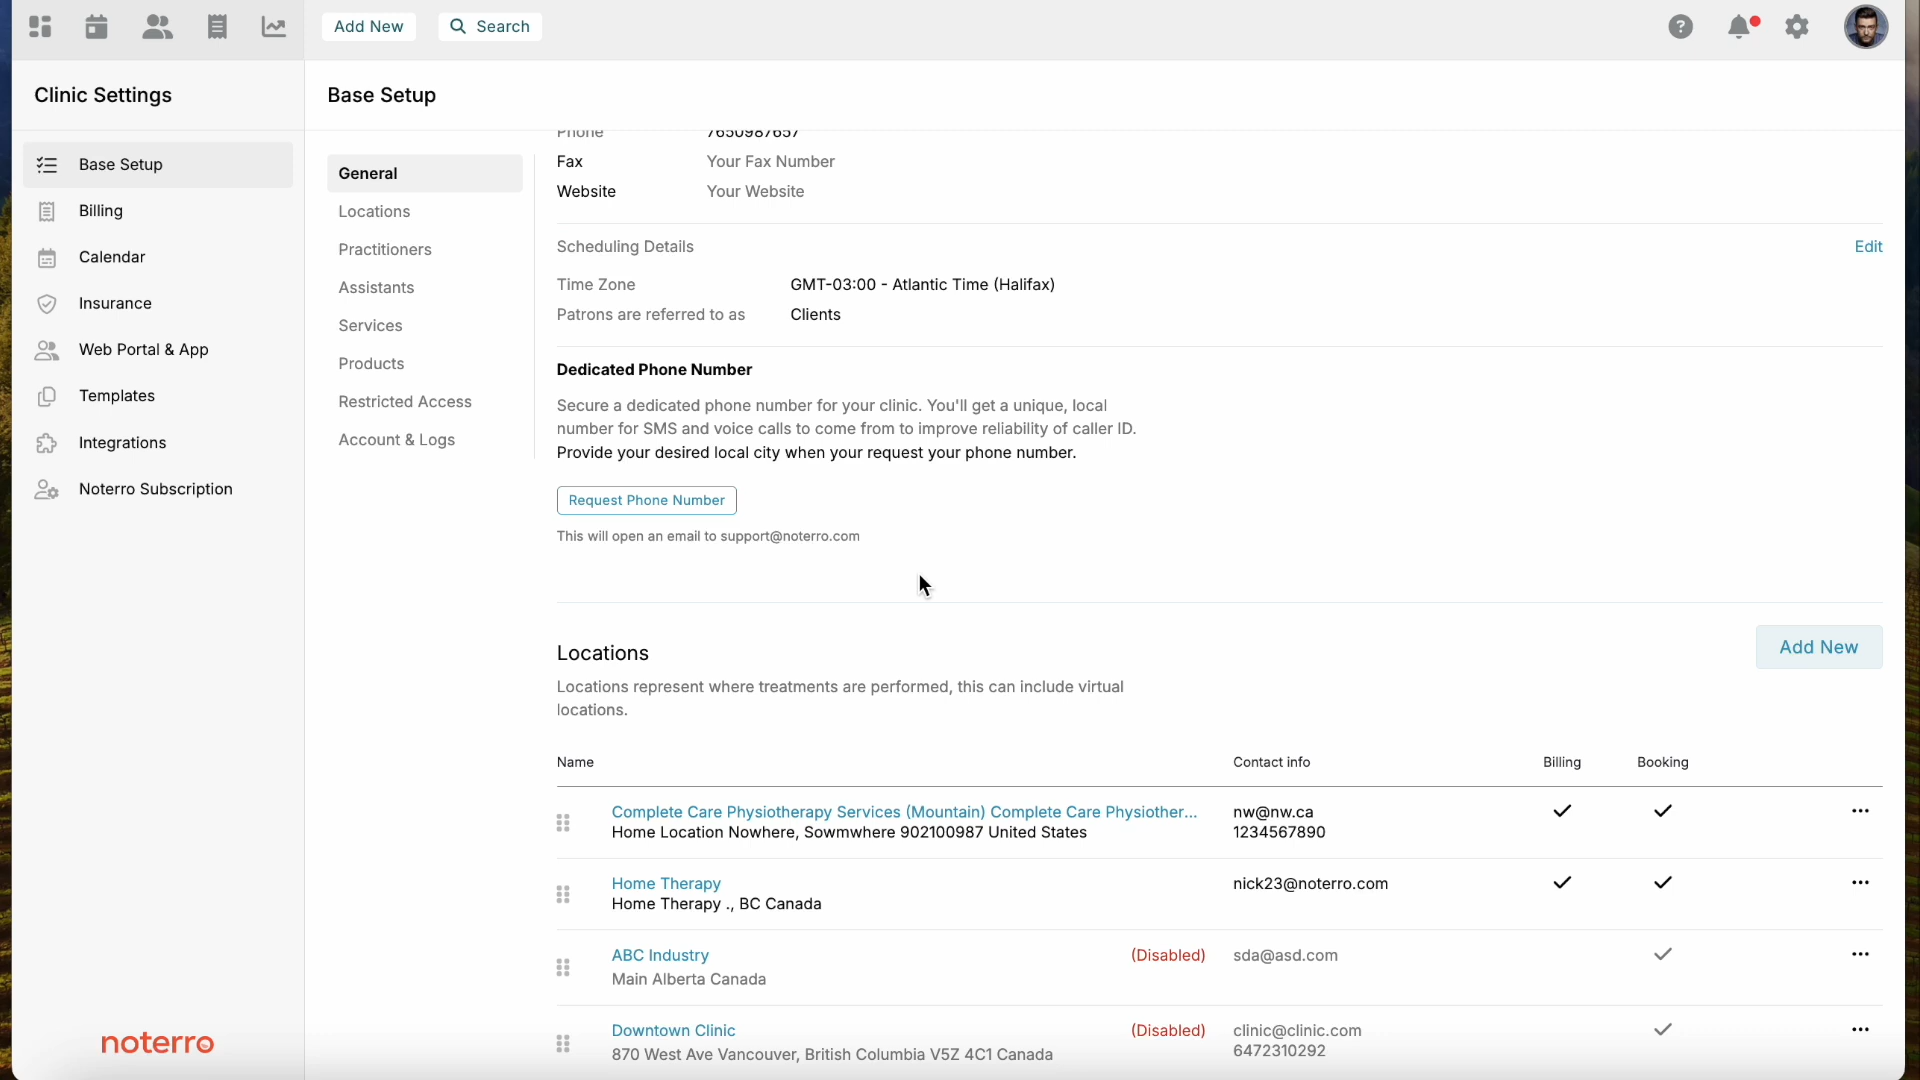 Add New
Search
?
Clinic Settings
Base Setup
Base Setup
Billing
Calendar
Insurance
Web Portal & App
Templates
Integrations
Noterro Subscription
noterro
General
Locations
Practitioners
Assistants
Services
Products
Restricted Access
Account & Logs
Phone 7650987657
Fax Your Fax Number
Website Your Website
Scheduling Details Edit
Time Zone GMT-03:00 - Atlantic Time (Halifax)
Patrons are referred to as Clients
Dedicated Phone Number
Secure a dedicated phone number for your clinic. You'll get a unique, local
number for SMS and voice calls to come from to improve reliability of caller ID.
Provide your desired local city when your request your phone number.
Request Phone Number
This will open an email to support@noterro.com
Locations Add New
Locations represent where treatments are performed, this can include virtual
locations.
Name Contact info Billing Booking
Complete Care Physiotherapy Services (Mountain) Complete Care Physiother... nw@nw.ca
Home Location Nowhere, Sowmwhere 902100987 United States 1234567890
Home Therapy nick23@noterro.com
Home Therapy ., BC Canada
ABC Industry (Disabled) sda@asd.com
Main Alberta Canada
Downtown Clinic (Disabled) clinic@clinic.com
870 West Ave Vancouver, British Columbia V5Z 4C1 Canada 6472310292